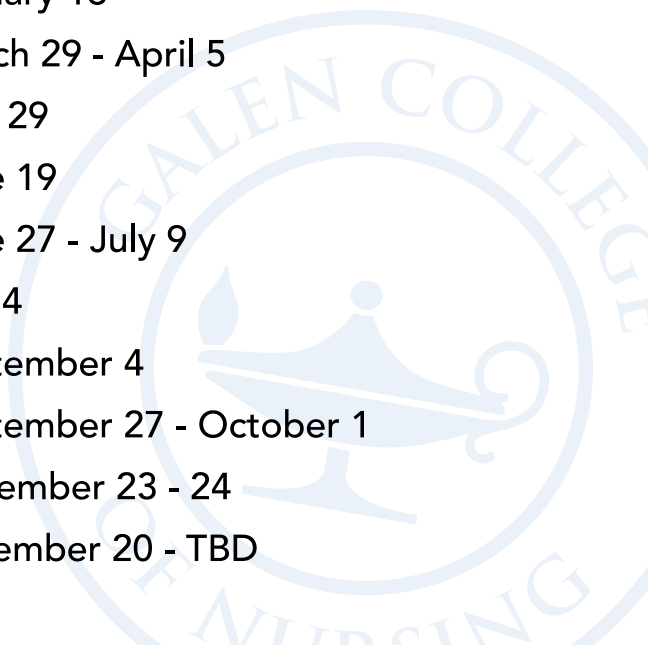 ch 29 - April 5
29
e 19
e 27 - July 9
4
tember 4
tember 27 - October 1
ember 23 - 24
ember 20 - TBD
GALEN COLLEGE
OF NURSING